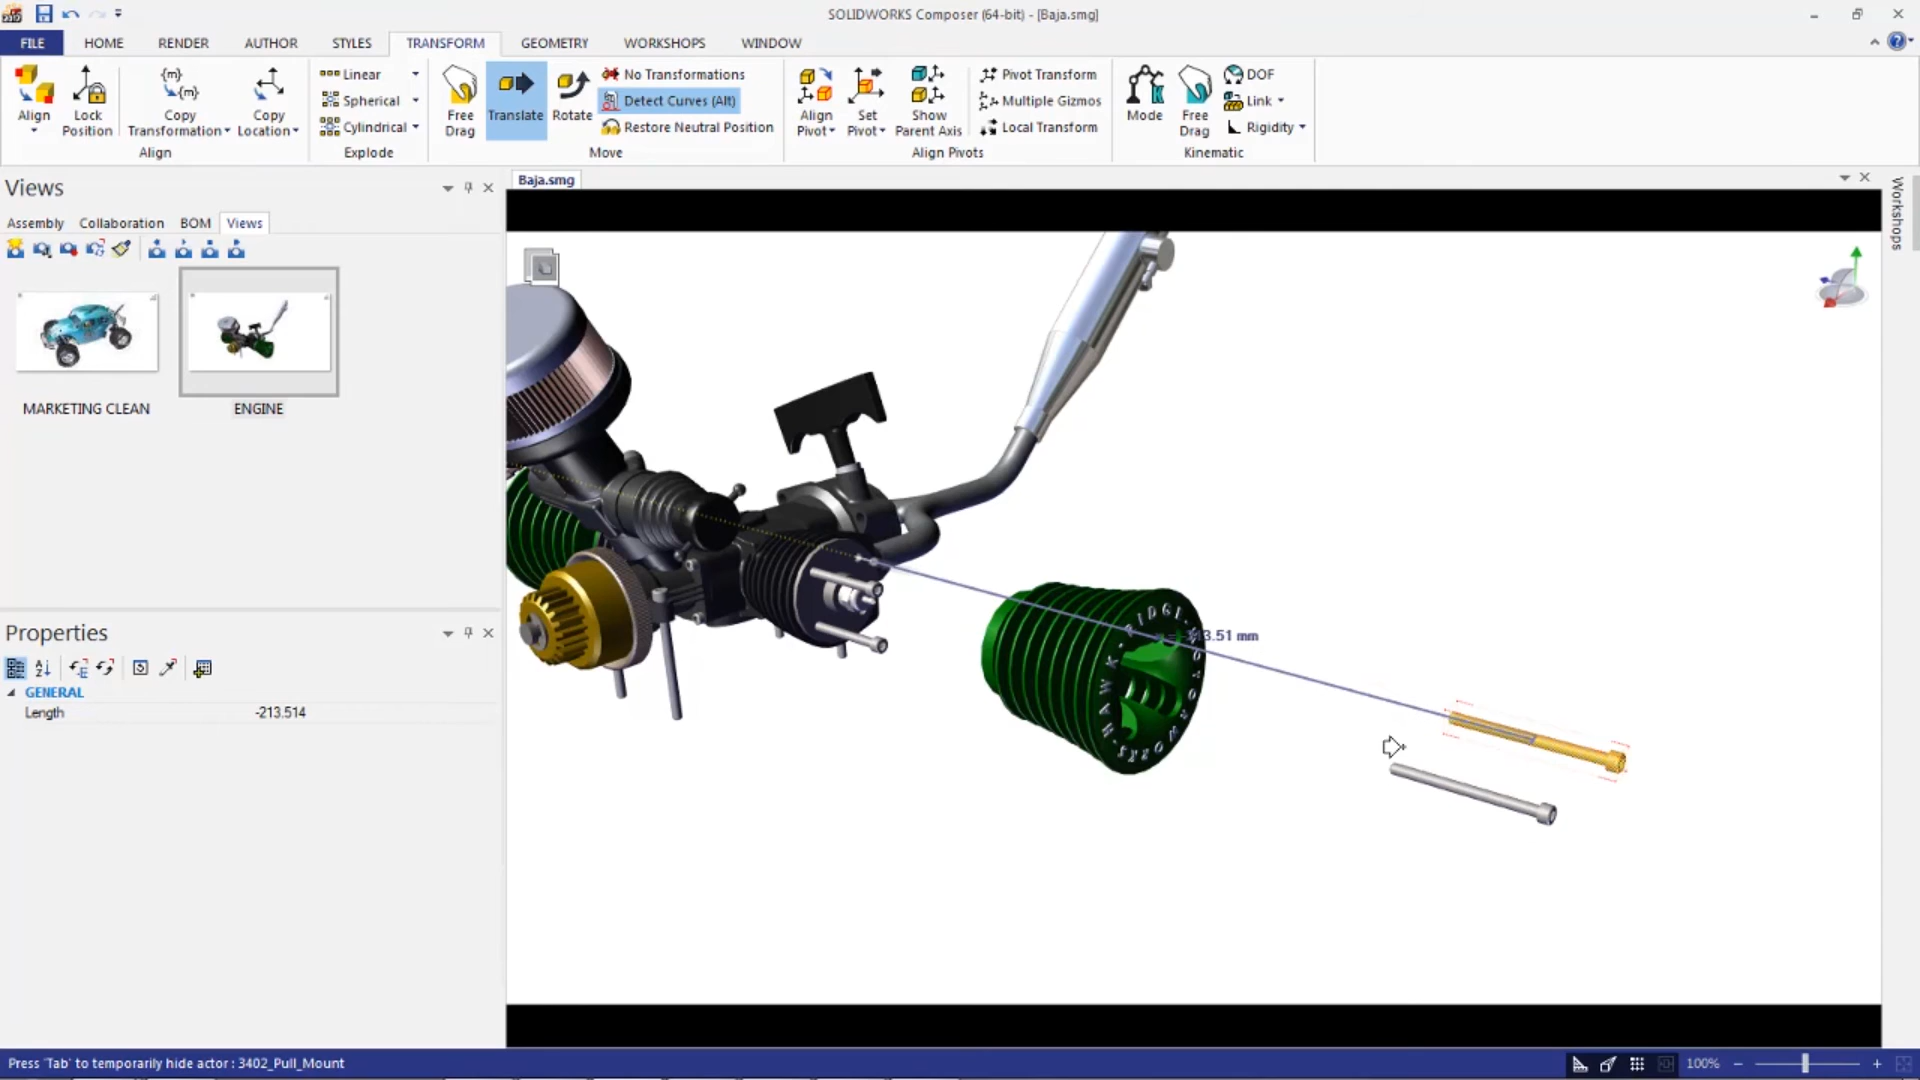 SOLIDWORKS Composer (64-bit) - [Baja.smg]
FILE HOME RENDER AUTHOR STYLES TRANSFORM GEOMETRY WORKSHOPS WINDOW
Align
Lock Position
Copy Transformation
Copy Location
Align
Linear
Spherical
Cylindrical
Explode
Free Drag
Translate
Rotate
No Transformations
Detect Curves (Alt)
Restore Neutral Position
Move
Align Pivot
Set Pivot
Show Parent Axis
Pivot Transform
Multiple Gizmos
Local Transform
Align Pivots
Mode
Free Drag
DOF
Link
Rigidity
Kinematic
Views
Assembly Collaboration BOM Views
MARKETING CLEAN
ENGINE
Properties
GENERAL
Length -213.514
Baja.smg
Workshops
13.51 mm
Press 'Tab' to temporarily hide actor : 3402_Pull_Mount
100%